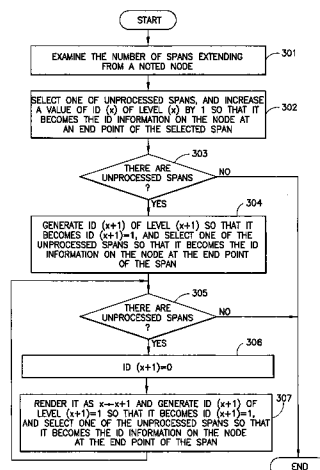 START
EXAMINE THE NUMBER OF SPANS EXTENDING
FROM A NOTED NODE
301
SELECT ONE OF UNPROCESSED SPANS, AND INCREASE
A VALUE OF ID (x) OF LEVEL (x) BY 1 SO THAT IT
BECOMES THE ID INFORMATION ON THE NODE AT
AN END POINT OF THE SELECTED SPAN
302
303
THERE ARE
UNPROCESSED SPANS
?
NO
YES
304
GENERATE ID (x+1) OF LEVEL (x+1) SO THAT IT
BECOMES ID (x+1)=1, AND SELECT ONE OF THE
UNPROCESSED SPANS SO THAT IT BECOMES THE ID
INFORMATION ON THE NODE AT THE END POINT
OF THE SPAN
305
THERE ARE
UNPROCESSED SPANS
?
NO
YES
306
ID (x+1)=0
307
RENDER IT AS x←x+1 AND GENERATE ID (x+1) OF
LEVEL (x+1)=1 SO THAT IT BECOMES ID (x+1)=1,
AND SELECT ONE OF THE UNPROCESSED SPANS SO THAT
IT BECOMES THE ID INFORMATION ON THE NODE
AT THE END POINT OF THE SPAN
END